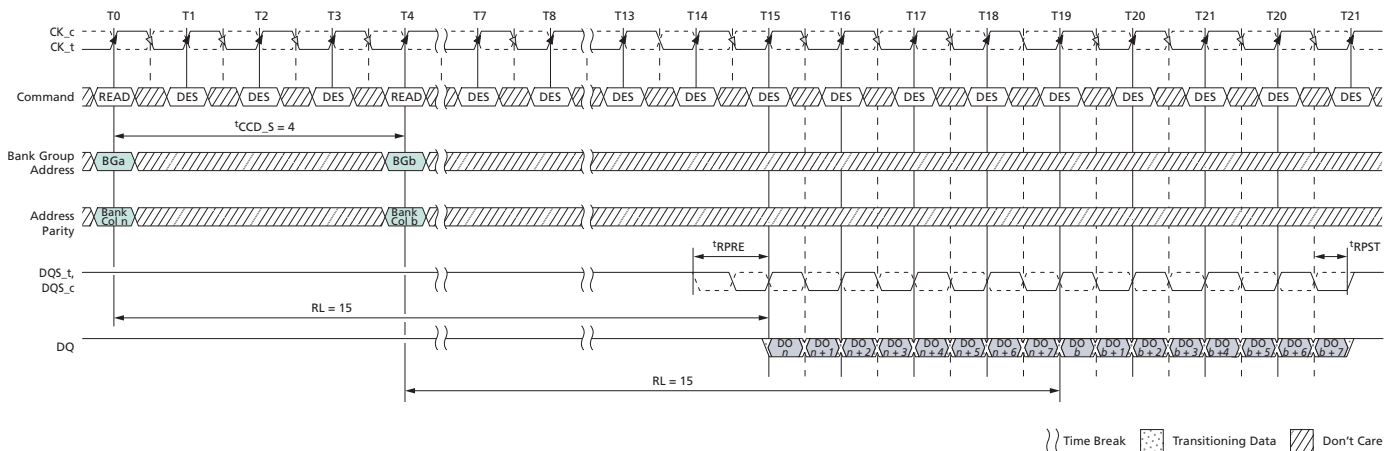 T0 T1 T2 T3 T4 T7 T8 T13 T14 T15 T16 T17 T18 T19 T20 T21 T20 T21
CK_c
CK_t
Command READ DES DES DES READ DES DES DES DES DES DES DES DES DES DES DES DES DES
tCCD_S = 4
Bank Group
Address
BGa BGb
Address
Parity
Bank
Col n
Bank
Col b
tRPRE tRPST
DQS_t,
DQS_c
RL = 15
DQ
DO
n
DO
n + 1
DO
n + 2
DO
n + 3
DO
n + 4
DO
n + 5
DO
n + 6
DO
n + 7
DO
b
DO
b + 1
DO
b + 2
DO
b + 3
DO
b + 4
DO
b + 5
DO
b + 6
DO
b + 7
RL = 15
Time Break Transitioning Data Don't Care